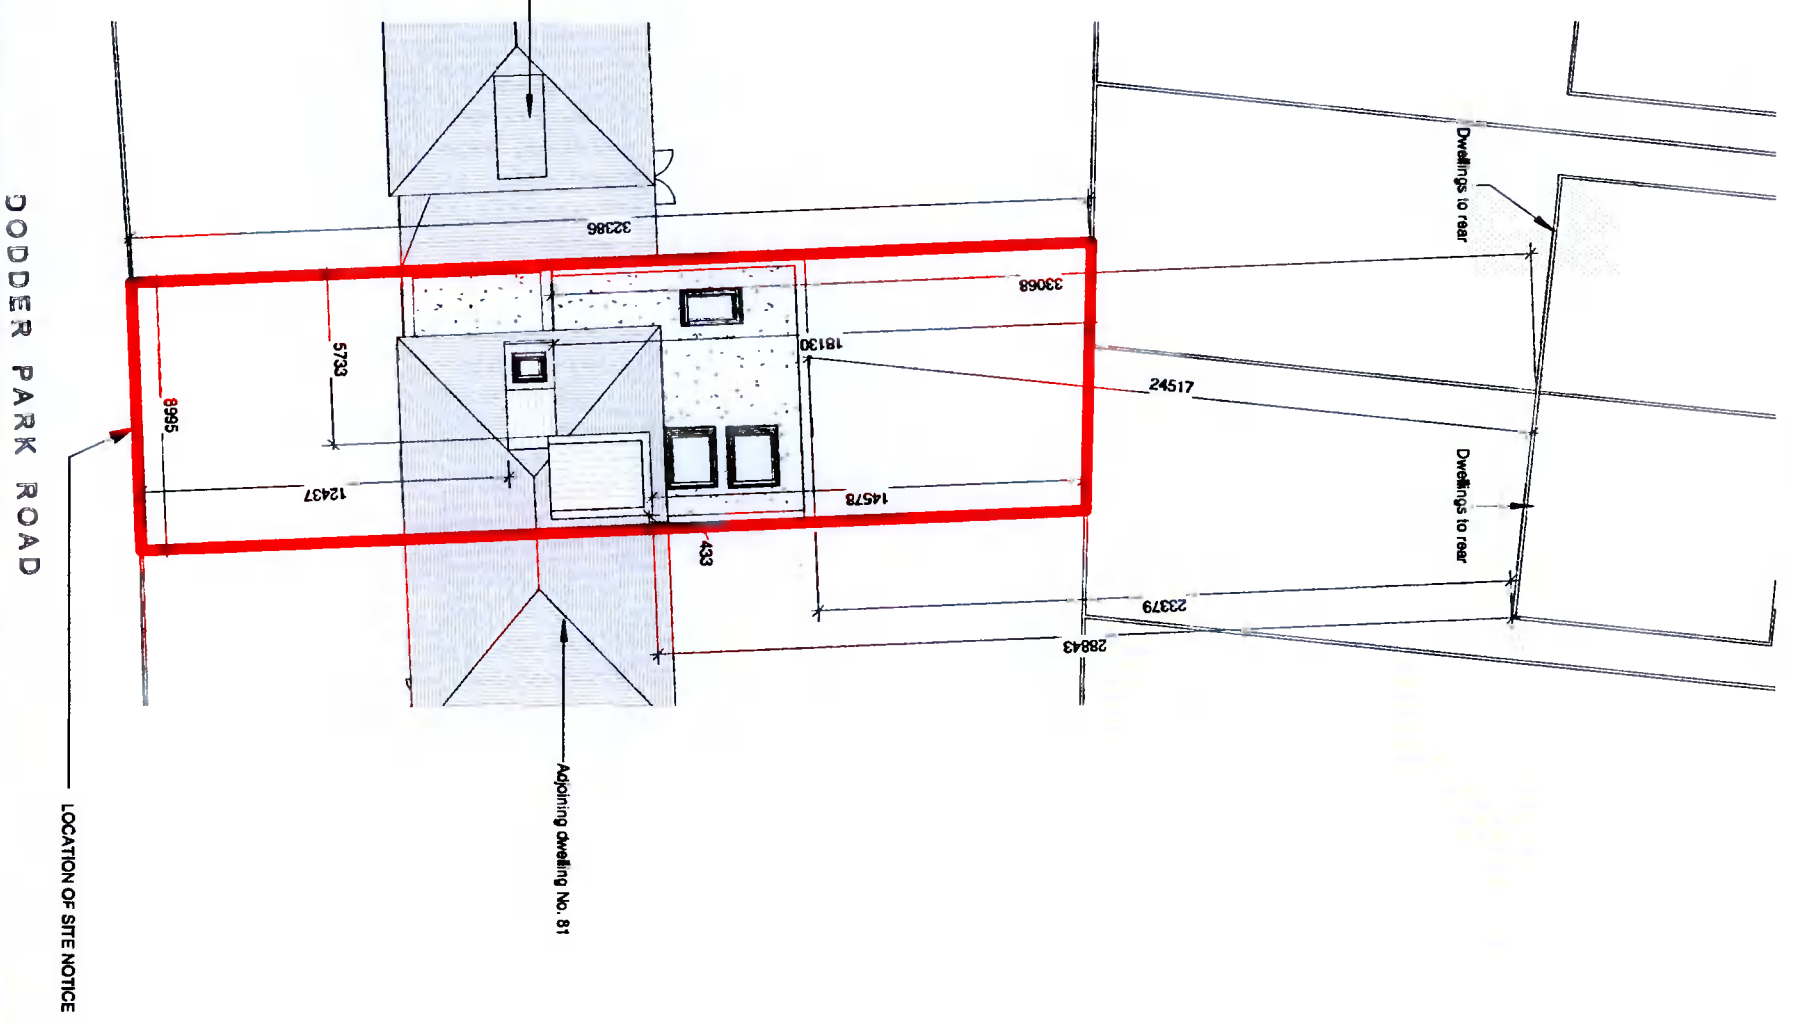 DODDER PARK ROAD
LOCATION OF SITE NOTICE
32386
5733
8995
12437
33068
18130
24517
14578
433
23379
28843
Dwellings to rear
Dwellings to rear
Adjoining dwelling No. 81